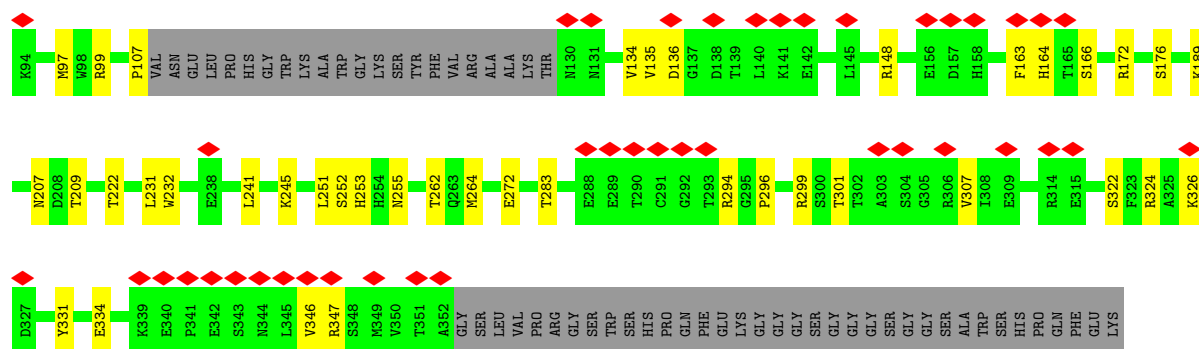 K94 M97 W98 R99 P107 VAL ASN GLU LEU PRO HIS GLY TRP LYS ALA TRP GLY LYS SER TYR PHE VAL ARG ALA ALA LYS THR N130 N131 V134 V135 D136 G137 D138 T139 L140 K141 E142 L145 R148 E156 D157 H158 F163 H164 T165 S166 R172 S176 K189
N207 D208 T209 T222 L231 W232 E238 L241 K245 L251 S252 H253 H254 N255 T262 Q263 M264 E272 T283 E288 E289 T290 C291 G292 T293 R294 G295 P296 R299 S300 T301 T302 A303 S304 G305 R306 V307 I308 E309 R314 E315 S322 F323 R324 A325 K326
D327 Y331 E334 K339 E340 P341 E342 S343 N344 L345 V346 R347 S348 M349 V350 T351 A352 GLY SER LEU VAL PRO ARG GLY SER TRP SER HIS PRO GLN PHE GLU LYS GLY GLY GLY SER GLY GLY GLY SER GLY GLY SER ALA TRP SER HIS PRO GLN PHE GLU LYS